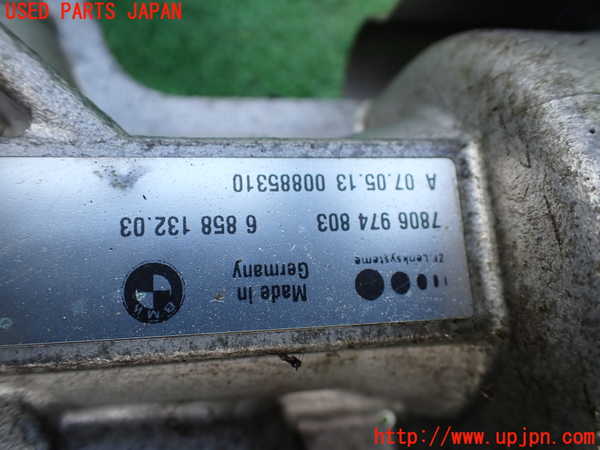 USED PARTS JAPAN
ZF Lenksysteme
Made in
Germany
BMW
7806 974 803
6 858 132.03
A 07.05.13 00885310
http://www.upjpn.com/